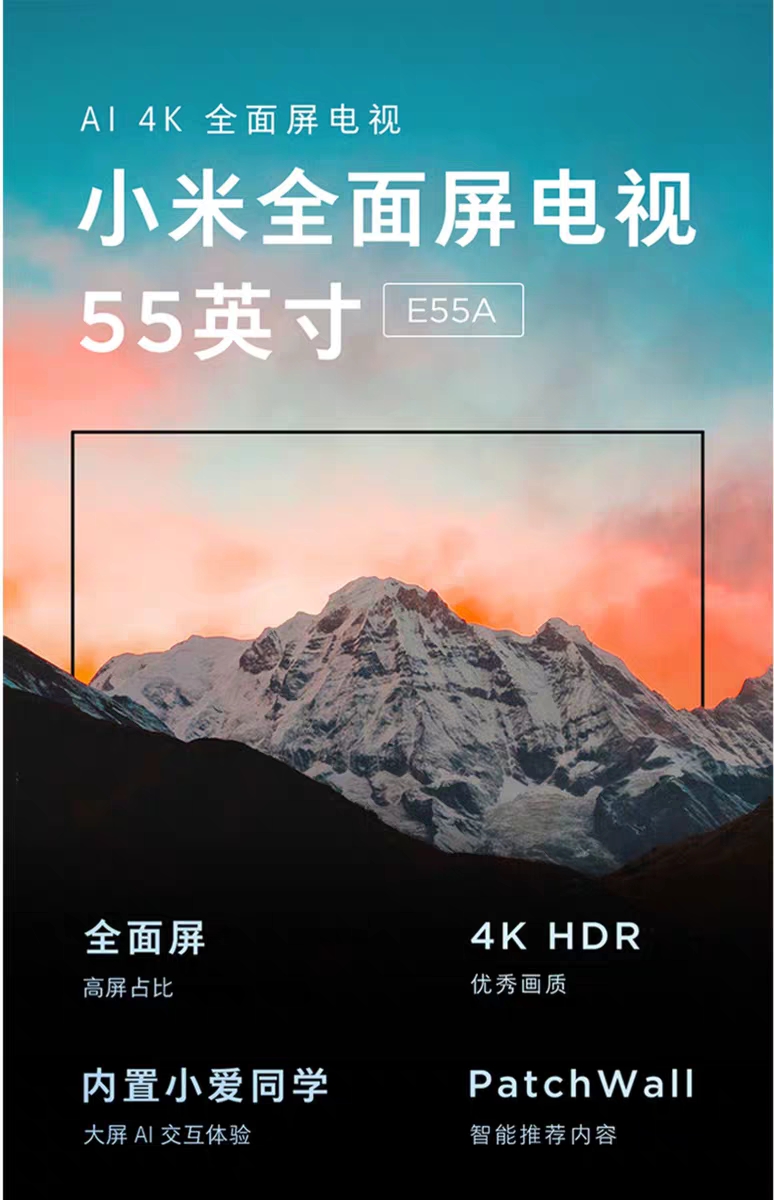 AI 4K 全面屏电视
小米全面屏电视
55英寸 E55A
全面屏
高屏占比
4K HDR
优秀画质
内置小爱同学
大屏 AI 交互体验
PatchWall
智能推荐内容